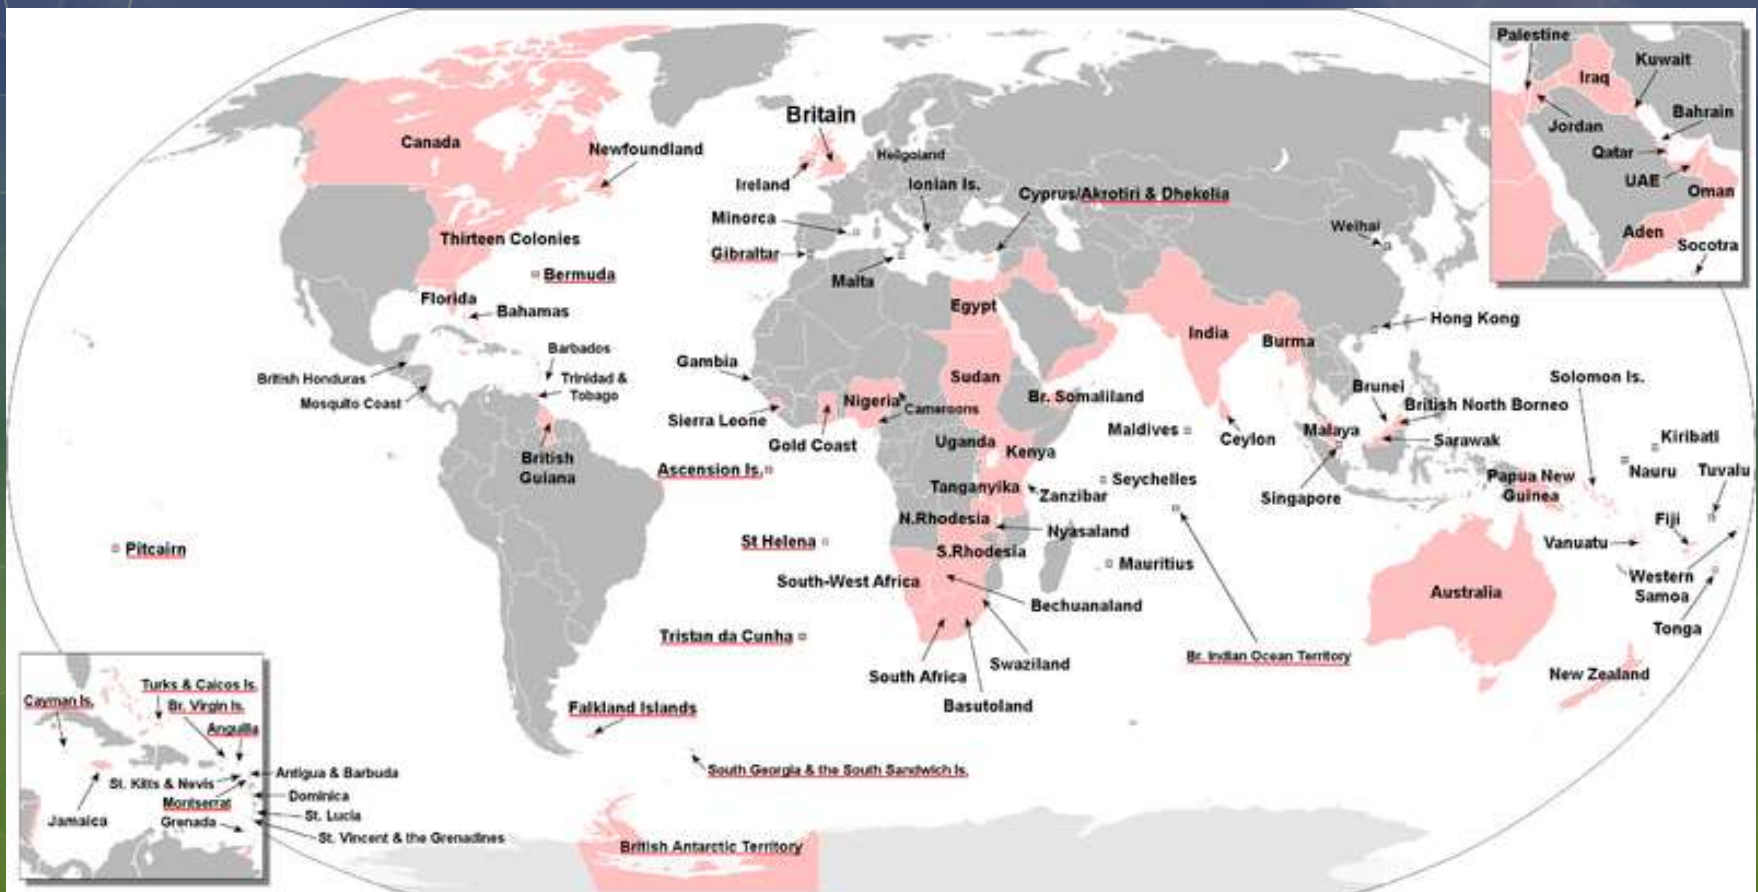 Palestine
Kuwait
Iraq
Bahrain
Jordan
Qatar
UAE
Oman
Aden
Socotra
Britain
Canada
Newfoundland
Heligoland
Ireland
Ionian Is.
Cyprus/Akrotiri & Dhekelia
Minorca
Weihai
Thirteen Colonies
Gibraltar
Bermuda
Malta
Florida
Bahamas
Egypt
India
Hong Kong
Burma
Barbados
Gambia
British Honduras
Trinidad &
Tobago
Mosquito Coast
Sudan
Solomon Is.
Brunei
Br. Somaliland
Nigeria
Cameroons
British North Borneo
Sierra Leone
Gold Coast
Maldives
Ceylon
Malaya
Sarawak
Kiribati
Uganda
Kenya
British
Guiana
Ascension Is.
Nauru
Tuvalu
Seychelles
Papua New
Guinea
Tanganyika
Zanzibar
Singapore
N.Rhodesia
Nyasaland
Fiji
Pitcairn
St Helena
S.Rhodesia
Vanuatu
Mauritius
South-West Africa
Western
Samoa
Australia
Bechuanaland
Tonga
Tristan da Cunha
Br. Indian Ocean Territory
Swaziland
South Africa
New Zealand
Basutoland
Falkland Islands
South Georgia & the South Sandwich Is.
British Antarctic Territory
Turks & Caicos Is.
Cayman Is.
Br. Virgin Is.
Anguilla
Antigua & Barbuda
St. Kitts & Nevis
Montserrat
Dominica
St. Lucia
Jamaica
Grenada
St. Vincent & the Grenadines